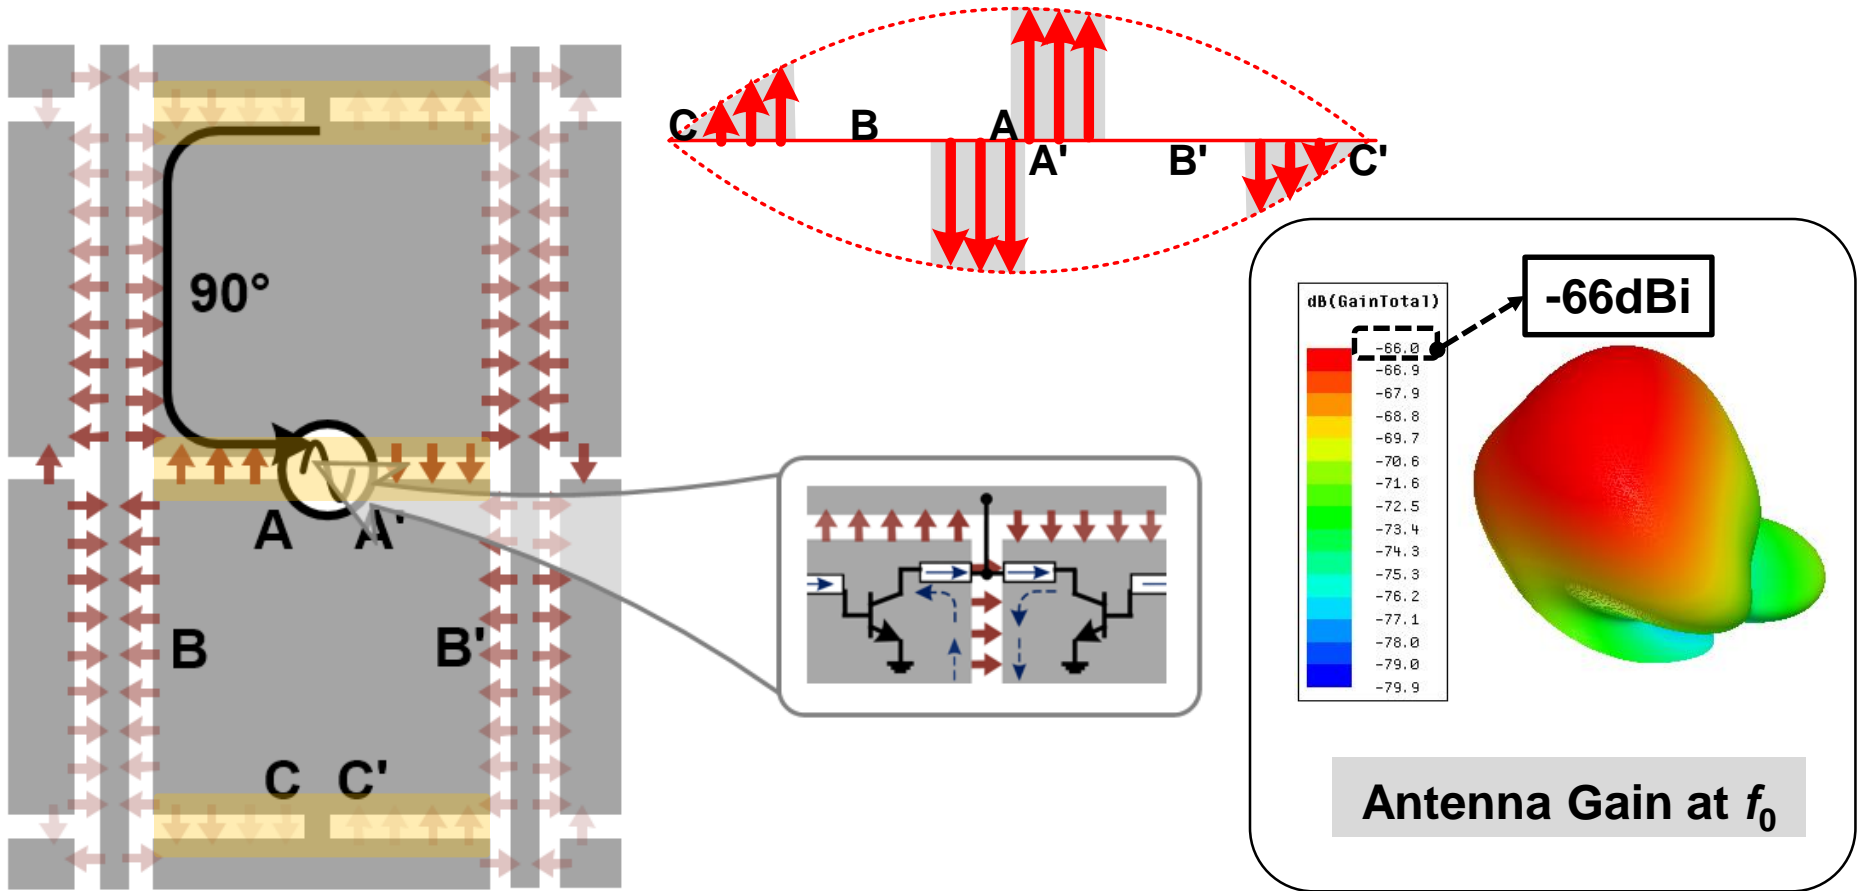 90°
A
A'
B
B'
C
C'
C
B
A
A'
B'
C'
dB(GainTotal)
-66.0
-66.9
-67.9
-68.8
-69.7
-70.6
-71.6
-72.5
-73.4
-74.3
-75.3
-76.2
-77.1
-78.0
-79.0
-79.9
-66dBi
Antenna Gain at f0